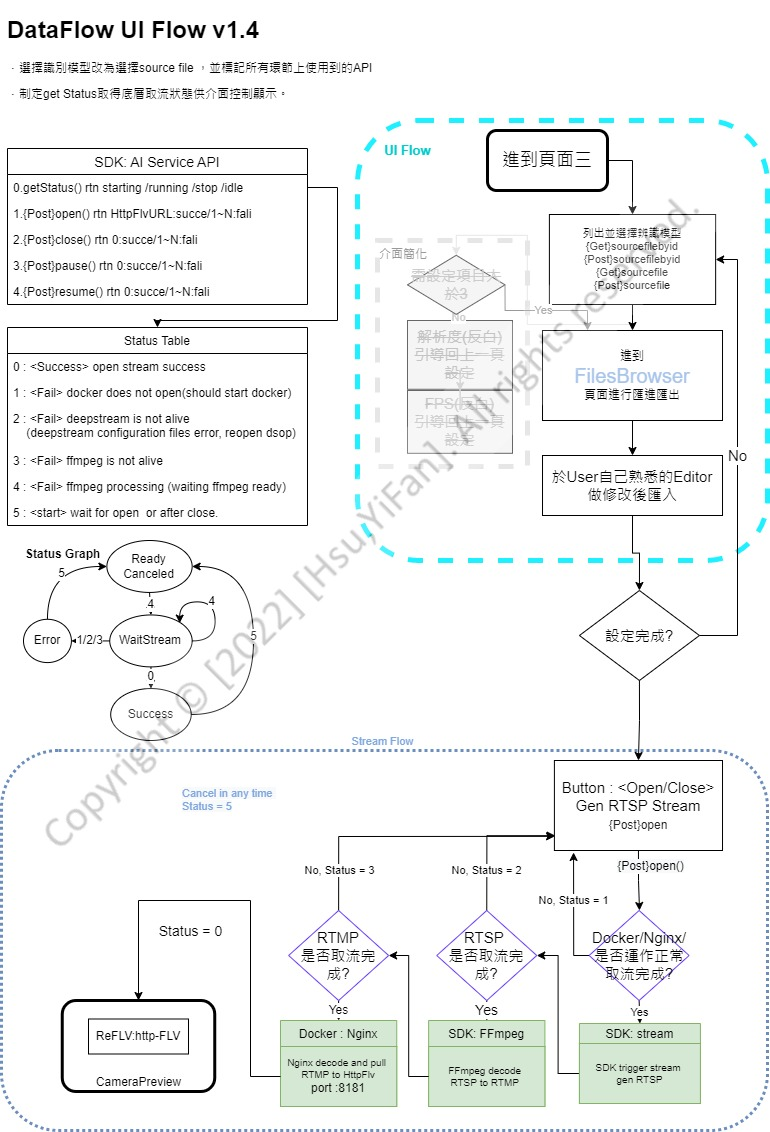 DataFlow UI Flow v1.4
· 選擇識別模型改為選擇source file ，並標記所有環節上使用到的API
· 制定get Status取得底層取流狀態供介面控制顯示。
SDK: AI Service API
0.getStatus() rtn starting /running /stop /idle
1.{Post}open() rtn HttpFlvURL:succe/1~N:fali
2.{Post}close() rtn 0:succe/1~N:fali
3.{Post}pause() rtn 0:succe/1~N:fali
4.{Post}resume() rtn 0:succe/1~N:fali
Status Table
0 : <Success> open stream success
1 : <Fail> docker does not open(should start docker)
2 : <Fail> deepstream is not alive
(deepstream configuration files error, reopen dsop)
3 : <Fail> ffmpeg is not alive
4 : <Fail> ffmpeg processing (waiting ffmpeg ready)
5 : <start> wait for open or after close.
Status Graph
Ready
Canceled
5
4
4
Error
1/2/3
WaitStream
5
0,
Success
UI Flow
進到頁面三
列出並選擇辨識模型
{Get}sourcefilebyid
{Post}sourcefilebyid
{Get}sourcefile
{Post}sourcefile
介面簡化
需設定項目大
於3
Yes
No
解析度(反白)
引導回上一頁
設定
FPS(反白)
引導回上一頁
設定
進到
FilesBrowser
頁面進行匯進匯出
No
於User自己熟悉的Editor
做修改後匯入
設定完成?
Stream Flow
Cancel in any time
Status = 5
Button : <Open/Close>
Gen RTSP Stream
{Post}open
{Post}open()
No, Status = 3
No, Status = 2
No, Status = 1
Status = 0
RTMP
是否取流完
成?
RTSP
是否取流完
成?
Docker/Nginx/
是否運作正常
取流完成?
Yes
Yes
Yes
ReFLV:http-FLV
CameraPreview
Docker : Nginx
Nginx decode and pull
RTMP to HttpFlv
port :8181
SDK: FFmpeg
FFmpeg decode
RTSP to RTMP
SDK: stream
SDK trigger stream
gen RTSP
Copyright © [2022] [HsuYiFan]. All rights reserved.